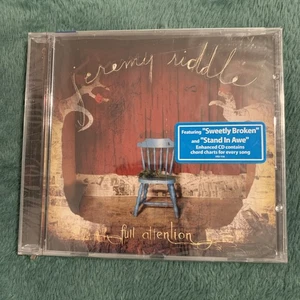 jeremy riddle
Featuring "Sweetly Broken"
and "Stand In Awe"
Enhanced CD contains
chord charts for every song
full attention